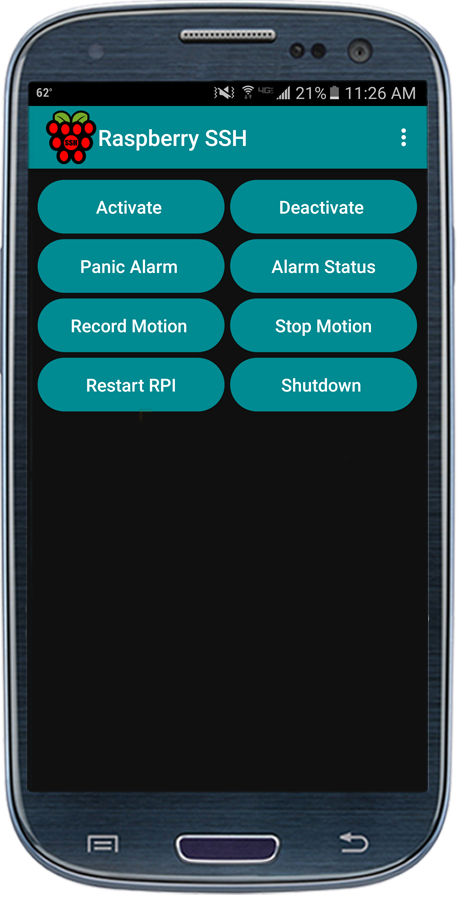 62°
4G 21% 11:26 AM
SSH
Raspberry SSH
Activate
Deactivate
Panic Alarm
Alarm Status
Record Motion
Stop Motion
Restart RPI
Shutdown